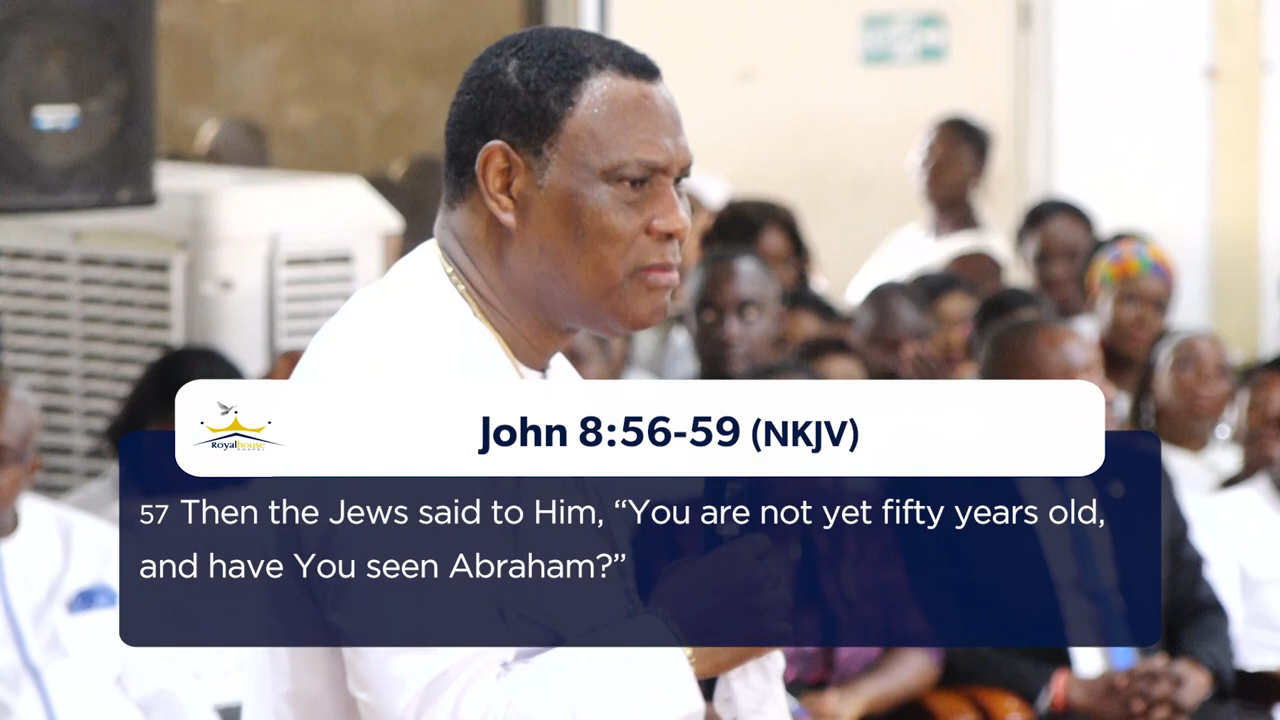 Royalhouse
CHAPEL
John 8:56-59 (NKJV)
57 Then the Jews said to Him, “You are not yet fifty years old,
and have You seen Abraham?”